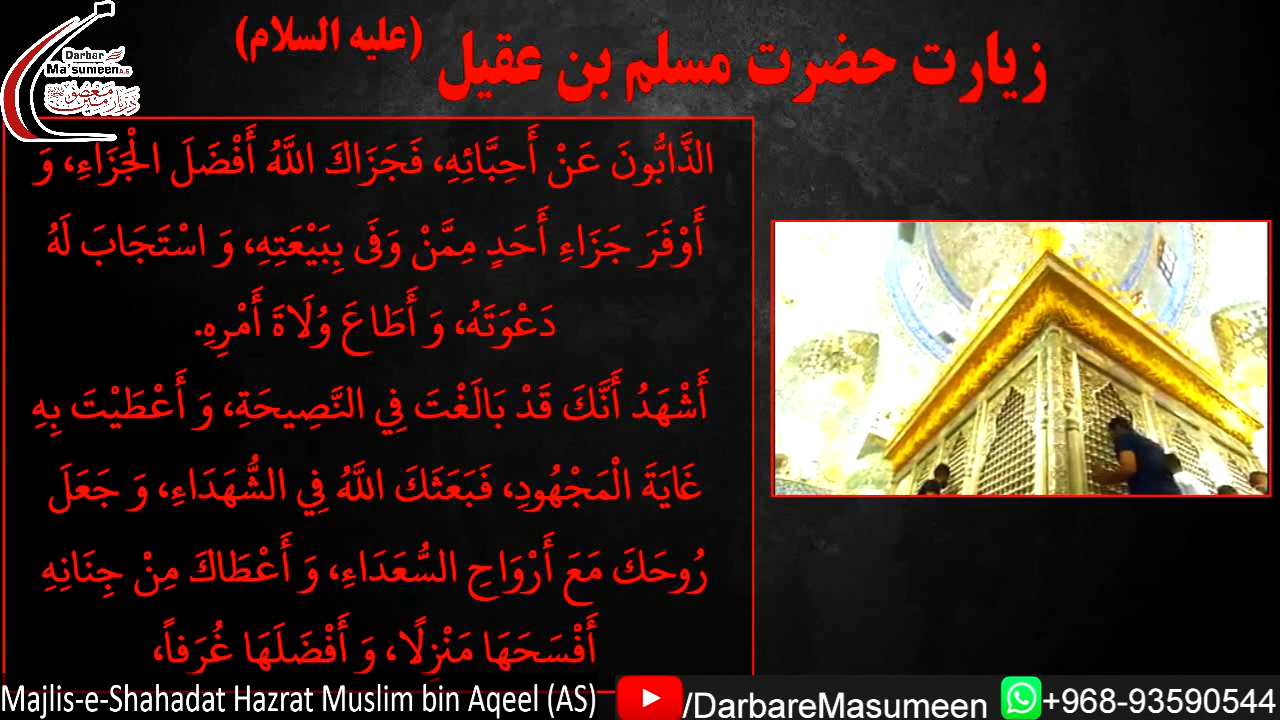 زیارت حضرت مسلم بن عقیل (علیه السلام)
Darbar
Ma'sumeen A.S
الذَّابُّونَ عَنْ أَحِبَّائِهِ، فَجَزَاكَ اللَّهُ أَفْضَلَ الْجَزَاءِ، وَ
أَوْفَرَ جَزَاءِ أَحَدٍ مِمَّنْ وَفَى بِبَيْعَتِهِ، وَ اسْتَجَابَ لَهُ
دَعْوَتَهُ، وَ أَطَاعَ وُلَاةَ أَمْرِهِ.
أَشْهَدُ أَنَّكَ قَدْ بَالَغْتَ فِي النَّصِيحَةِ، وَ أَعْطَيْتَ بِهِ
غَايَةَ الْمَجْهُودِ، فَبَعَثَكَ اللَّهُ فِي الشُّهَدَاءِ، وَ جَعَلَ
رُوحَكَ مَعَ أَرْوَاحِ السُّعَدَاءِ، وَ أَعْطَاكَ مِنْ جِنَانِهِ
أَفْسَحَهَا مَنْزِلًا، وَ أَفْضَلَهَا غُرَفاً،
Majlis-e-Shahadat Hazrat Muslim bin Aqeel (AS) /DarbareMasumeen +968-93590544